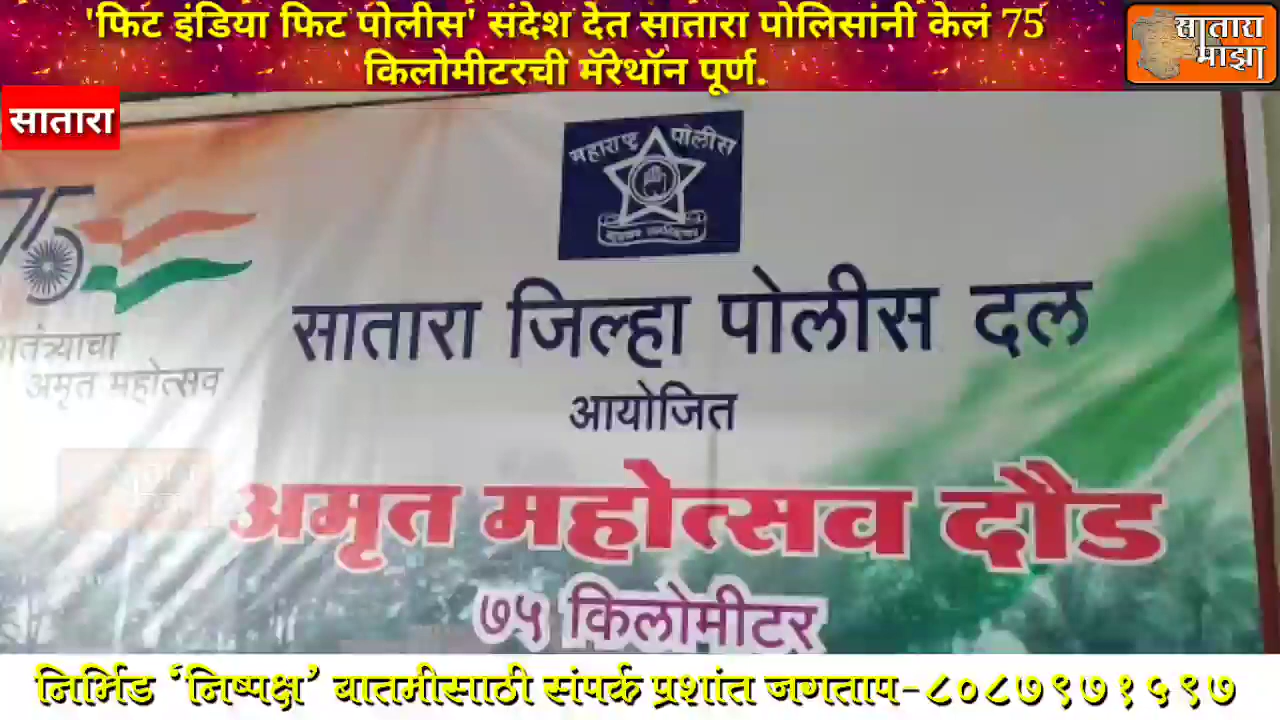 'फिट इंडिया फिट पोलीस' संदेश देत सातारा पोलिसांनी केलं 75
किलोमीटरची मॅरेथॉन पूर्ण.
सातारा
माझा
सातारा
महाराष्ट्र पोलीस
75
अमृत महोत्सव
सातारा जिल्हा पोलीस दल
आयोजित
अमृत महोत्सव दौड
७५ किलोमीटर
निर्भिड ‘निष्पक्ष’ बातमीसाठी संपर्क प्रशांत जगताप-८०८७९७१५९७